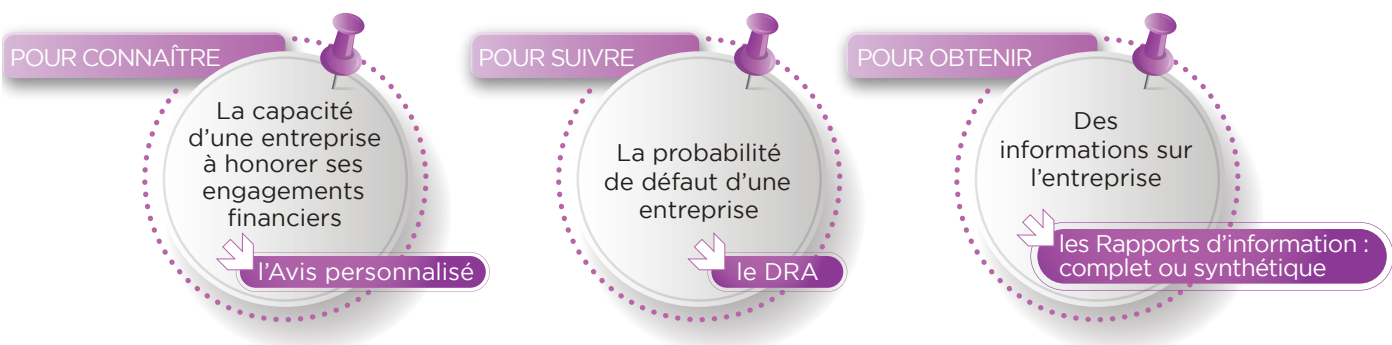 POUR CONNAÎTRE
La capacité
d’une entreprise
à honorer ses
engagements
financiers
l’Avis personnalisé
POUR SUIVRE
La probabilité
de défaut d’une
entreprise
le DRA
POUR OBTENIR
Des
informations sur
l’entreprise
les Rapports d’information :
complet ou synthétique